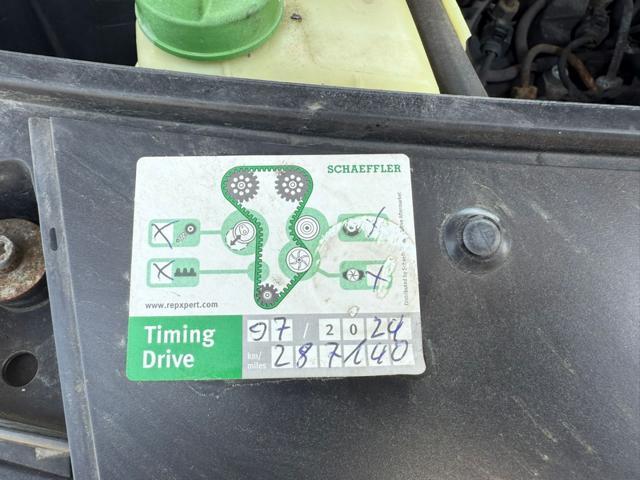 SCHAEFFLER
www.repxpert.com
Timing
Drive
07 / 2024
km/
miles
287140